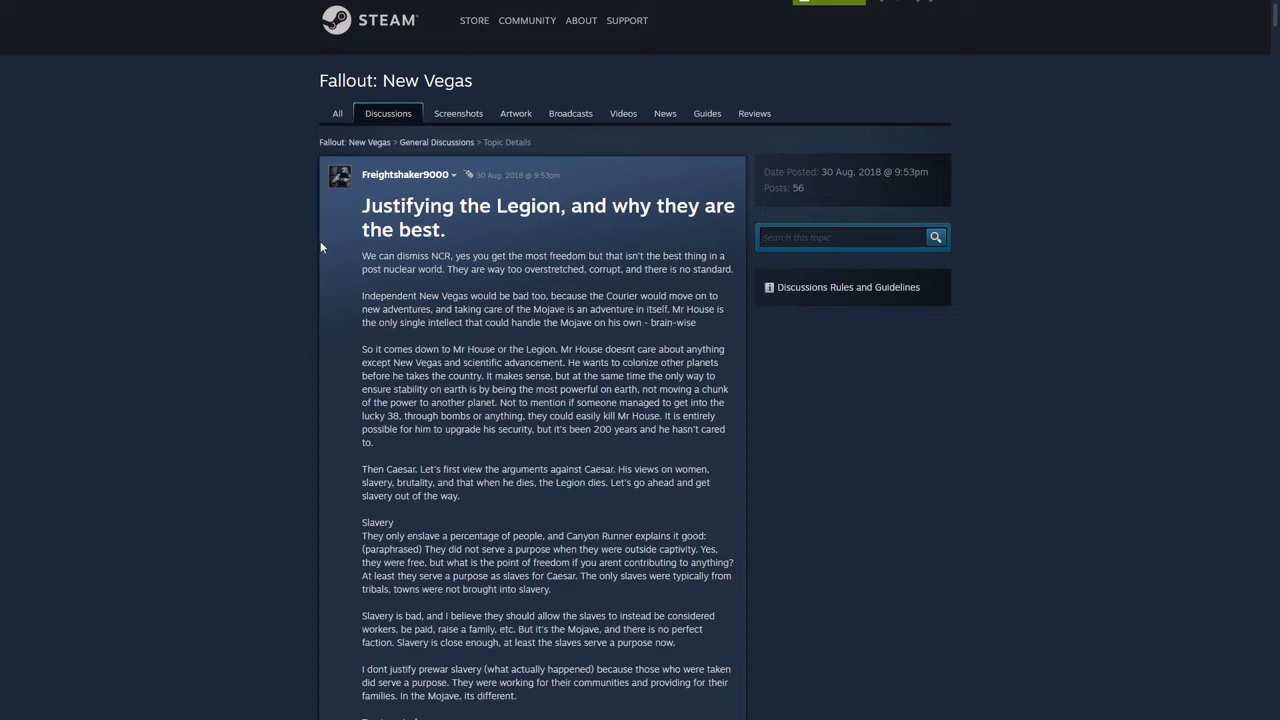 STEAM®
STORE COMMUNITY ABOUT SUPPORT
Fallout: New Vegas
All Discussions Screenshots Artwork Broadcasts Videos News Guides Reviews
Fallout: New Vegas > General Discussions > Topic Details
Freightshaker9000 30 Aug, 2018 @ 9:53pm
Justifying the Legion, and why they are
the best.
We can dismiss NCR, yes you get the most freedom but that isn't the best thing in a
post nuclear world. They are way too overstretched, corrupt, and there is no standard.
Independent New Vegas would be bad too, because the Courier would move on to
new adventures, and taking care of the Mojave is an adventure in itself. Mr House is
the only single intellect that could handle the Mojave on his own - brain-wise
So it comes down to Mr House or the Legion. Mr House doesnt care about anything
except New Vegas and scientific advancement. He wants to colonize other planets
before he takes the country. It makes sense, but at the same time the only way to
ensure stability on earth is by being the most powerful on earth, not moving a chunk
of the power to another planet. Not to mention if someone managed to get into the
lucky 38, through bombs or anything, they could easily kill Mr House. It is entirely
possible for him to upgrade his security, but it's been 200 years and he hasn't cared
to.
Then Caesar. Let's first view the arguments against Caesar. His views on women,
slavery, brutality, and that when he dies, the Legion dies. Let's go ahead and get
slavery out of the way.
Slavery
They only enslave a percentage of people, and Canyon Runner explains it good:
(paraphrased) They did not serve a purpose when they were outside captivity. Yes,
they were free, but what is the point of freedom if you arent contributing to anything?
At least they serve a purpose as slaves for Caesar. The only slaves were typically from
tribals, towns were not brought into slavery.
Slavery is bad, and I believe they should allow the slaves to instead be considered
workers, be paid, raise a family, etc. But it's the Mojave, and there is no perfect
faction. Slavery is close enough, at least the slaves serve a purpose now.
I dont justify prewar slavery (what actually happened) because those who were taken
did serve a purpose. They were working for their communities and providing for their
families. In the Mojave, its different.
Date Posted: 30 Aug, 2018 @ 9:53pm
Posts: 56
Search this topic
Discussions Rules and Guidelines